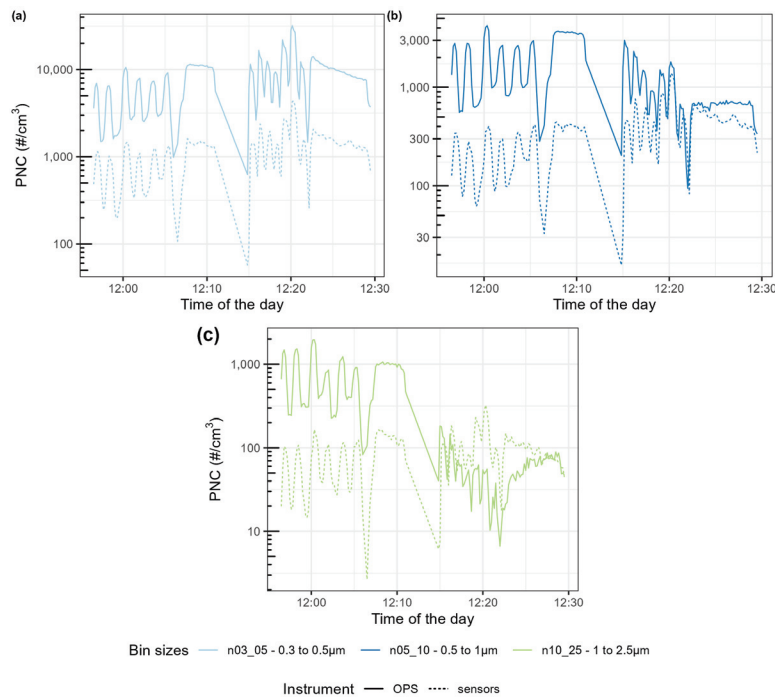 (a)
PNC (#/cm³)
10,000
1,000
100
12:00 12:10 12:20 12:30
Time of the day
(b)
3,000
1,000
300
100
30
12:00 12:10 12:20 12:30
Time of the day
(c)
PNC (#/cm³)
1,000
100
10
12:00 12:10 12:20 12:30
Time of the day
Bin sizes n03_05 - 0.3 to 0.5µm n05_10 - 0.5 to 1µm n10_25 - 1 to 2.5µm
Instrument OPS sensors